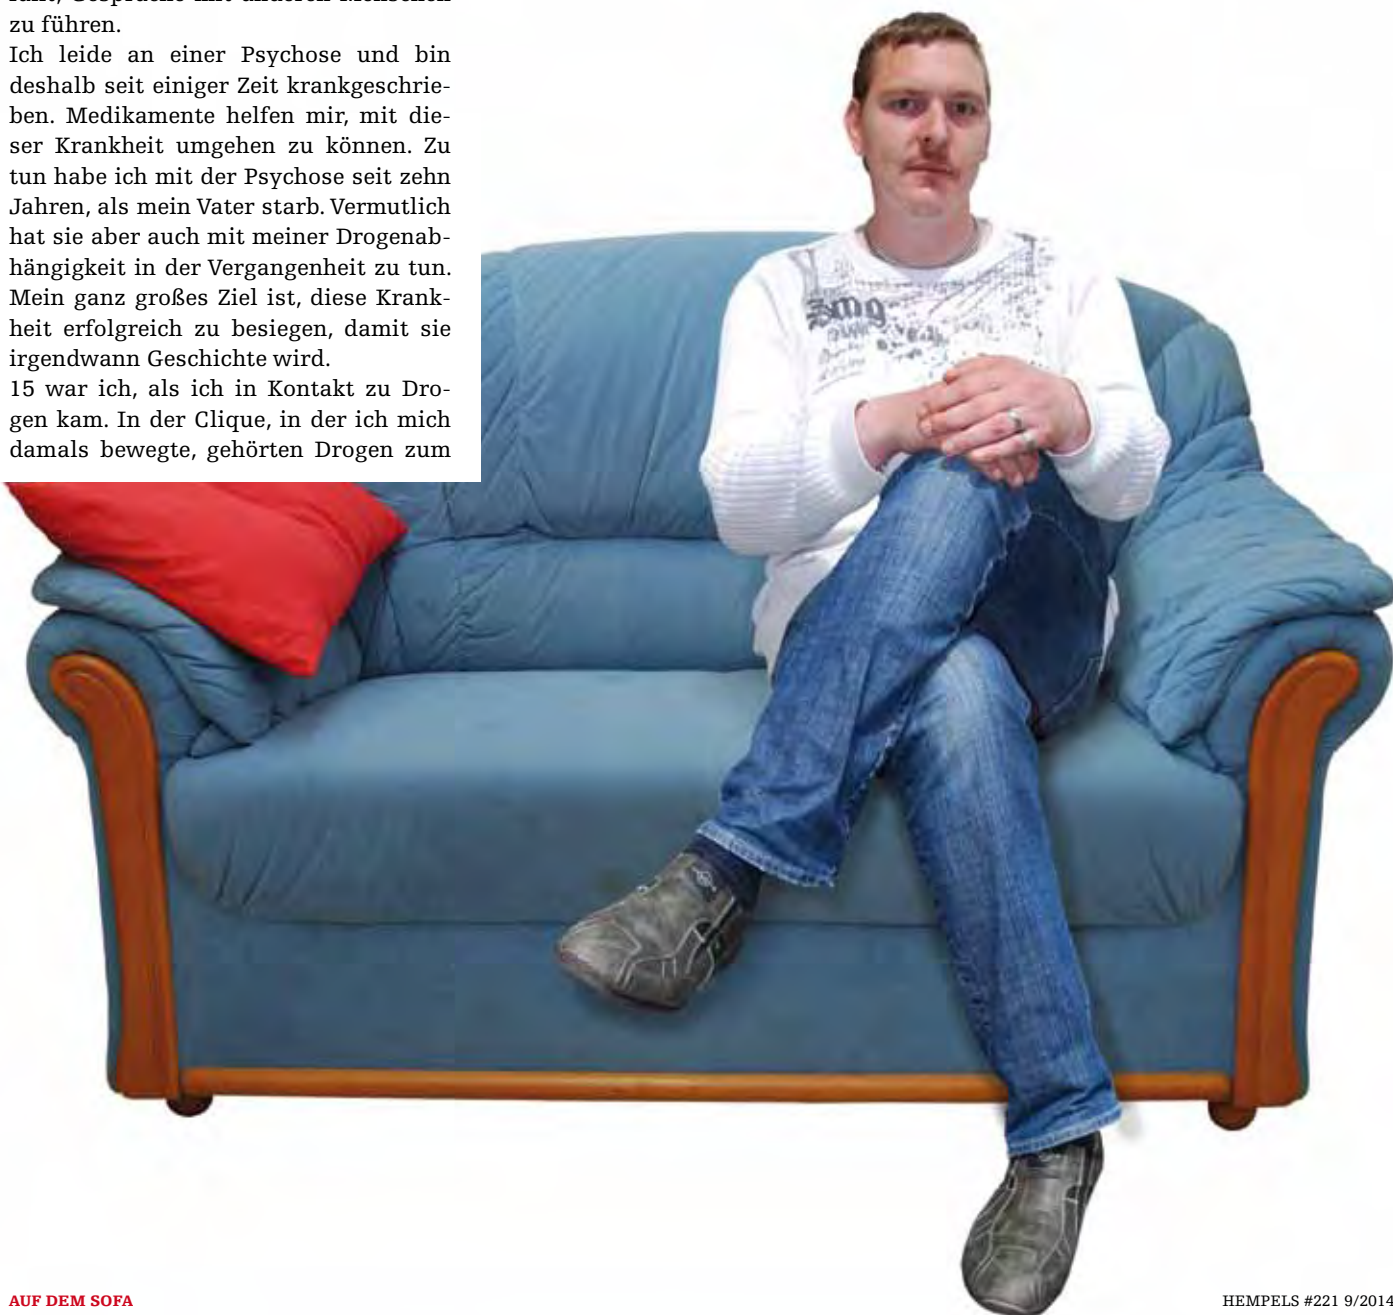 zu führen.
Ich leide an einer Psychose und bin
deshalb seit einiger Zeit krankgeschrie-
ben. Medikamente helfen mir, mit die-
ser Krankheit umgehen zu können. Zu
tun habe ich mit der Psychose seit zehn
Jahren, als mein Vater starb. Vermutlich
hat sie aber auch mit meiner Drogenab-
hängigkeit in der Vergangenheit zu tun.
Mein ganz großes Ziel ist, diese Krank-
heit erfolgreich zu besiegen, damit sie
irgendwann Geschichte wird.
15 war ich, als ich in Kontakt zu Dro-
gen kam. In der Clique, in der ich mich
damals bewegte, gehörten Drogen zum
AUF DEM SOFA
HEMPELS #221 9/2014